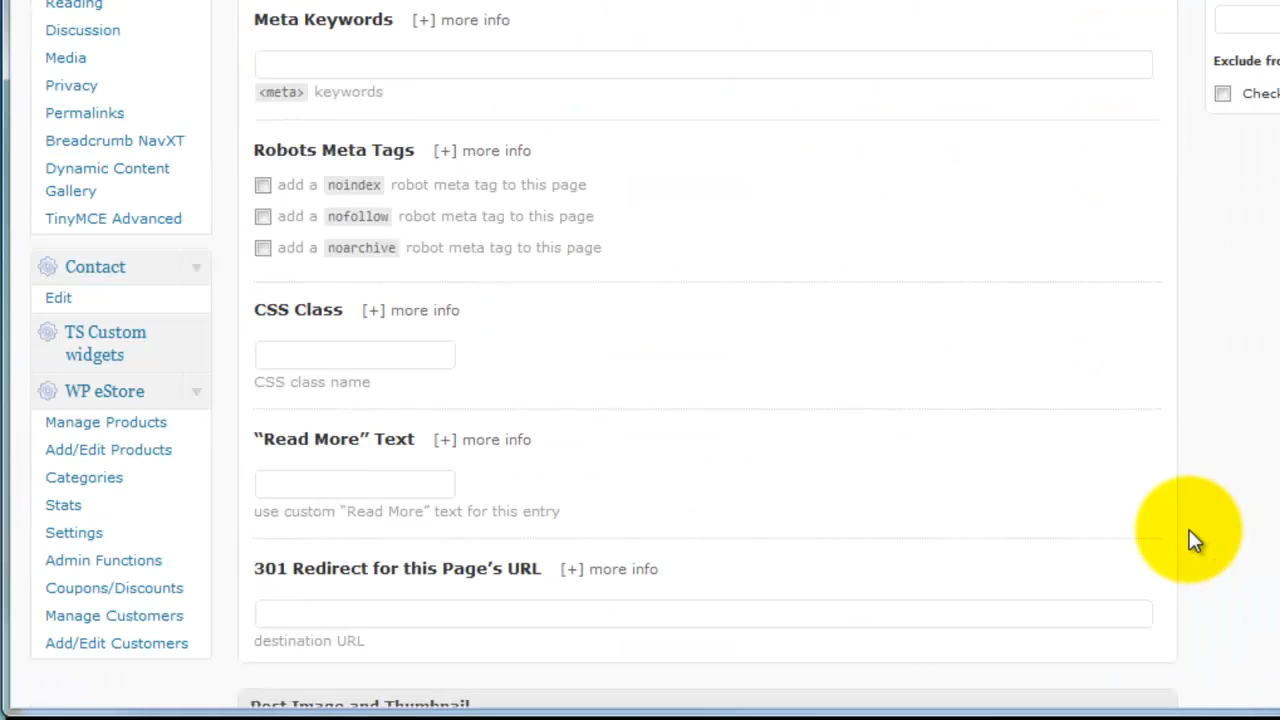 Reading
Discussion
Media
Privacy
Permalinks
Breadcrumb NavXT
Dynamic Content
Gallery
TinyMCE Advanced
Contact
Edit
TS Custom
widgets
WP eStore
Manage Products
Add/Edit Products
Categories
Stats
Settings
Admin Functions
Coupons/Discounts
Manage Customers
Add/Edit Customers
Meta Keywords [+] more info
<meta> keywords
Robots Meta Tags [+] more info
add a noindex robot meta tag to this page
add a nofollow robot meta tag to this page
add a noarchive robot meta tag to this page
CSS Class [+] more info
CSS class name
“Read More” Text [+] more info
use custom “Read More” text for this entry
301 Redirect for this Page’s URL [+] more info
destination URL
Post Image and Thumbnail
Exclude fro
Check